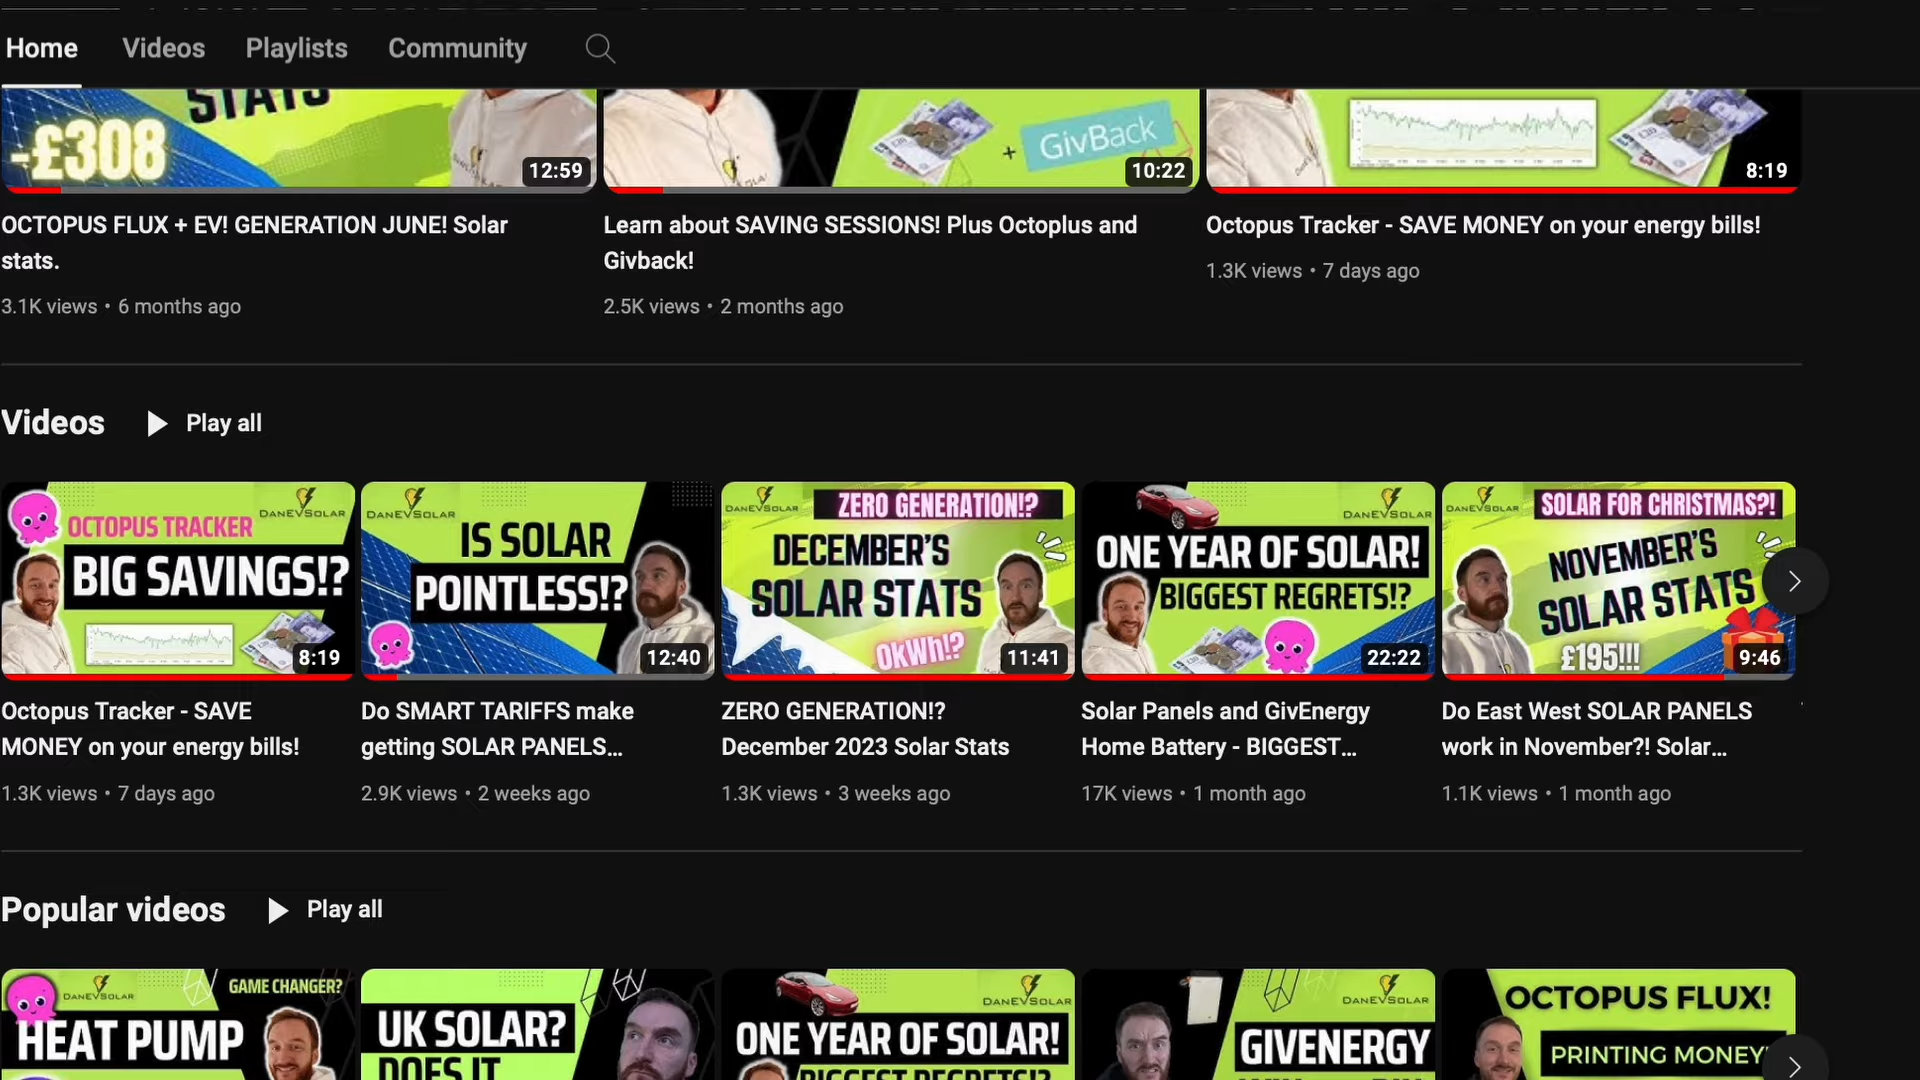 Home
Videos
Playlists
Community
STATS
-£308
12:59
+ GivBack
10:22
8:19
OCTOPUS FLUX + EV! GENERATION JUNE! Solar
stats.
3.1K views • 6 months ago
Learn about SAVING SESSIONS! Plus Octoplus and
Givback!
2.5K views • 2 months ago
Octopus Tracker - SAVE MONEY on your energy bills!
1.3K views • 7 days ago
Videos
Play all
DANEVSOLAR
OCTOPUS TRACKER
BIG SAVINGS!?
8:19
DANEVSOLAR
IS SOLAR
POINTLESS!?
12:40
DANEVSOLAR
ZERO GENERATION!?
DECEMBER'S
SOLAR STATS
0kWh!?
11:41
DANEVSOLAR
ONE YEAR OF SOLAR!
BIGGEST REGRETS!?
22:22
DANEVSOLAR
SOLAR FOR CHRISTMAS?!
NOVEMBER'S
SOLAR STATS
£195!!!
9:46
Octopus Tracker - SAVE
MONEY on your energy bills!
1.3K views • 7 days ago
Do SMART TARIFFS make
getting SOLAR PANELS...
2.9K views • 2 weeks ago
ZERO GENERATION!?
December 2023 Solar Stats
1.3K views • 3 weeks ago
Solar Panels and GivEnergy
Home Battery - BIGGEST...
17K views • 1 month ago
Do East West SOLAR PANELS
work in November?! Solar...
1.1K views • 1 month ago
Popular videos
Play all
DANEVSOLAR
GAME CHANGER?
HEAT PUMP
UK SOLAR?
DOES IT
DANEVSOLAR
ONE YEAR OF SOLAR!
BIGGEST REGRETS!?
DANEVSOLAR
GIVENERGY
OCTOPUS FLUX!
PRINTING MONEY